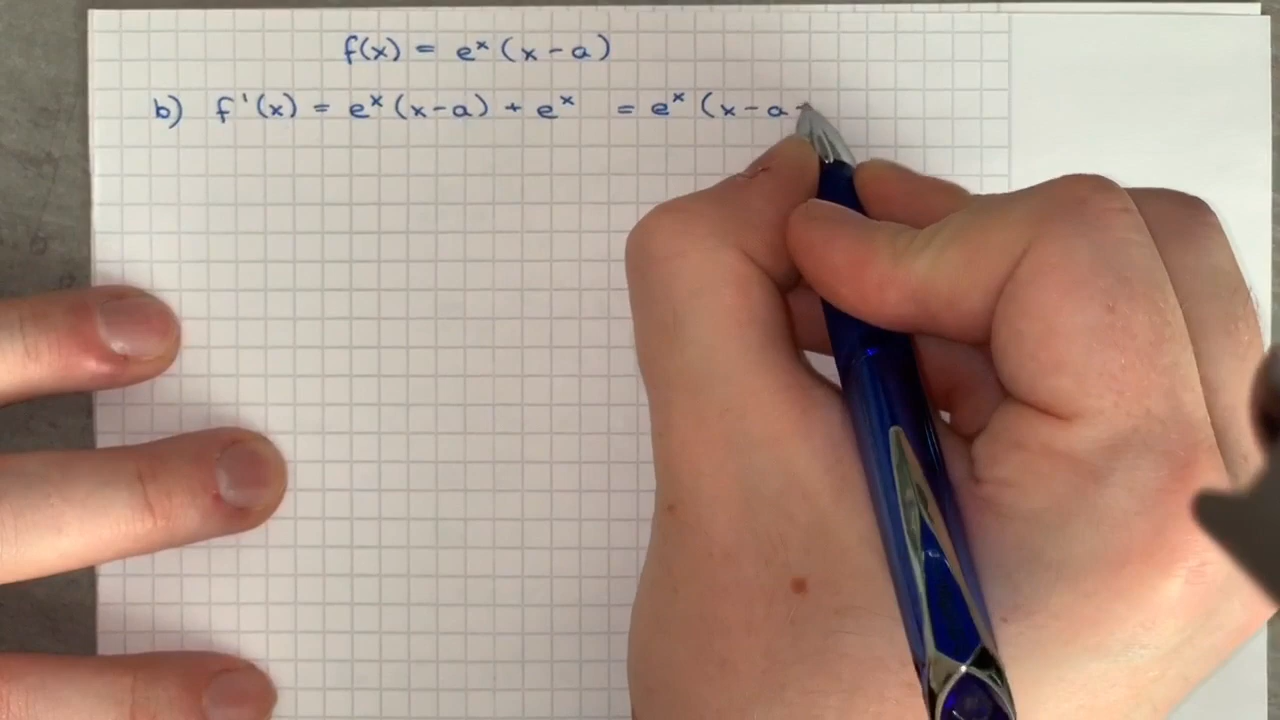 f(x) = eˣ (x - a)
b) f'(x) = eˣ (x-a) + eˣ = eˣ (x-a